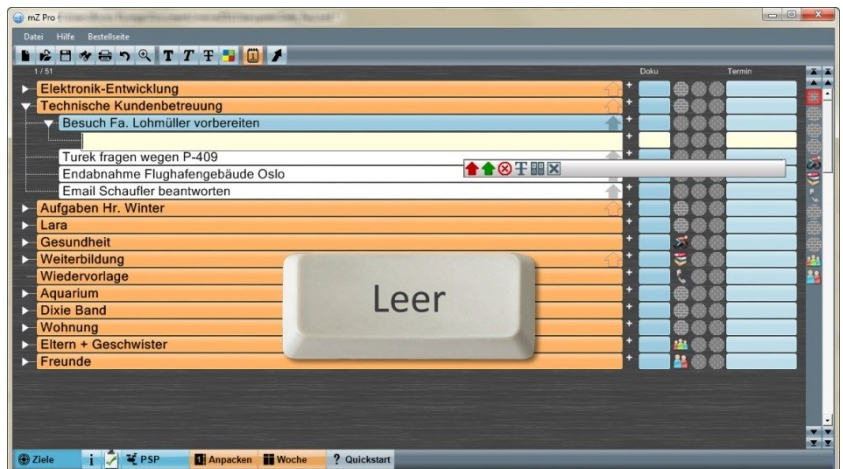 mZ Pro
Datei Hilfe Bestellseite
T T T 1
1 / 51 Doku Termin
Elektronik-Entwicklung
Technische Kundenbetreuung
Besuch Fa. Lohmüller vorbereiten
Turek fragen wegen P-409
Endabnahme Flughafengebäude Oslo
Email Schaufler beantworten
Aufgaben Hr. Winter
Lara
Gesundheit
Weiterbildung
Wiedervorlage
Aquarium
Dixie Band
Wohnung
Eltern + Geschwister
Freunde
Leer
Ziele i PSP Anpacken Woche ? Quickstart